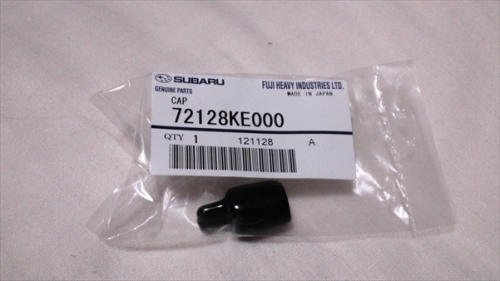 SUBARU FUJI HEAVY INDUSTRIES LTD.
GENUINE PARTS MADE IN JAPAN
CAP
72128KE000
QTY 1 121128 A